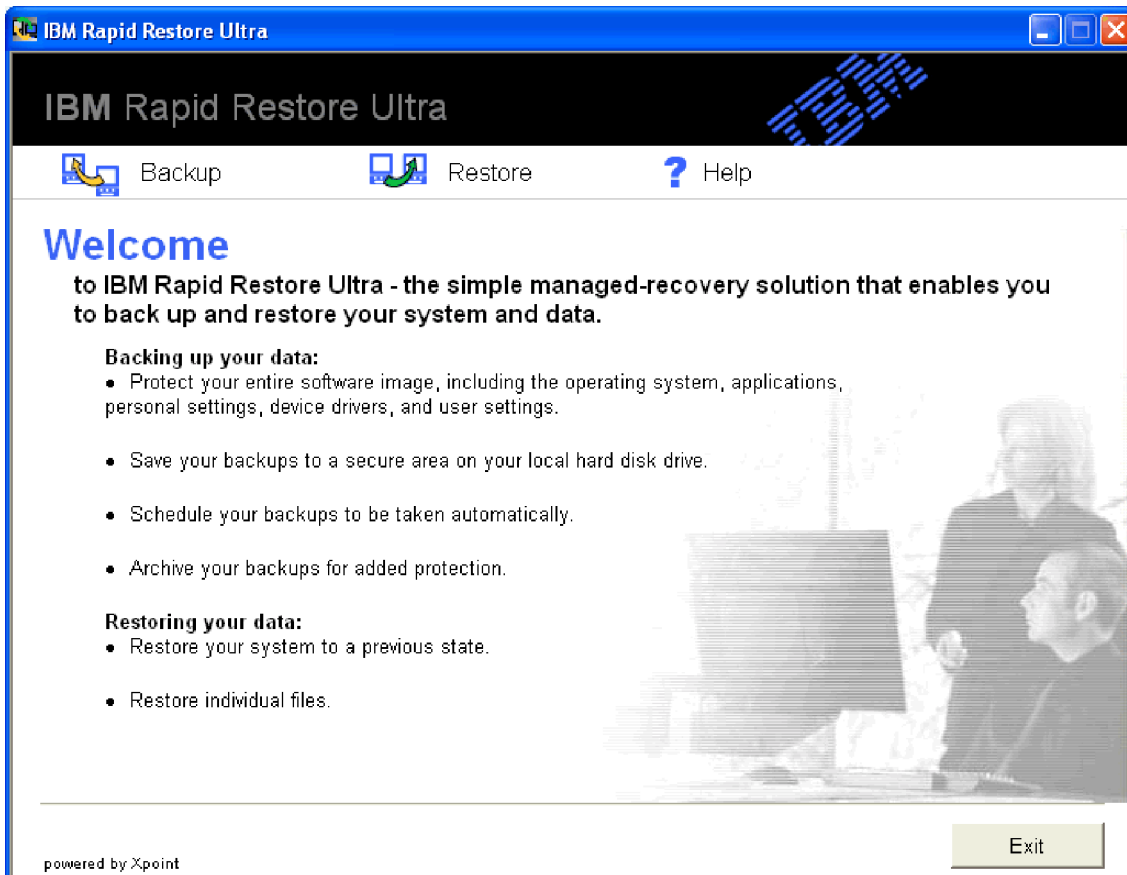 IBM Rapid Restore Ultra
IBM Rapid Restore Ultra
IBM
Backup
Restore
? Help
Welcome
to IBM Rapid Restore Ultra - the simple managed-recovery solution that enables you
to back up and restore your system and data.
Backing up your data:
• Protect your entire software image, including the operating system, applications,
personal settings, device drivers, and user settings.
• Save your backups to a secure area on your local hard disk drive.
• Schedule your backups to be taken automatically.
• Archive your backups for added protection.
Restoring your data:
• Restore your system to a previous state.
• Restore individual files.
Exit
powered by Xpoint